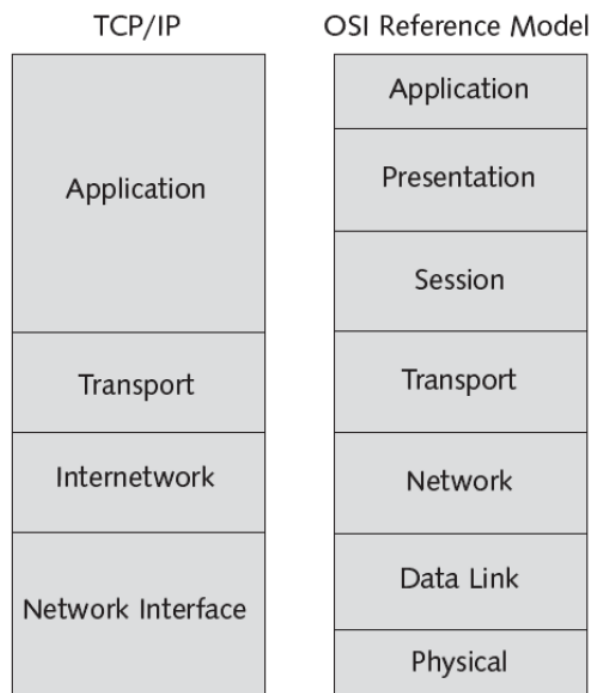 TCP/IP
Application
Transport
Internetwork
Network Interface
OSI Reference Model
Application
Presentation
Session
Transport
Network
Data Link
Physical